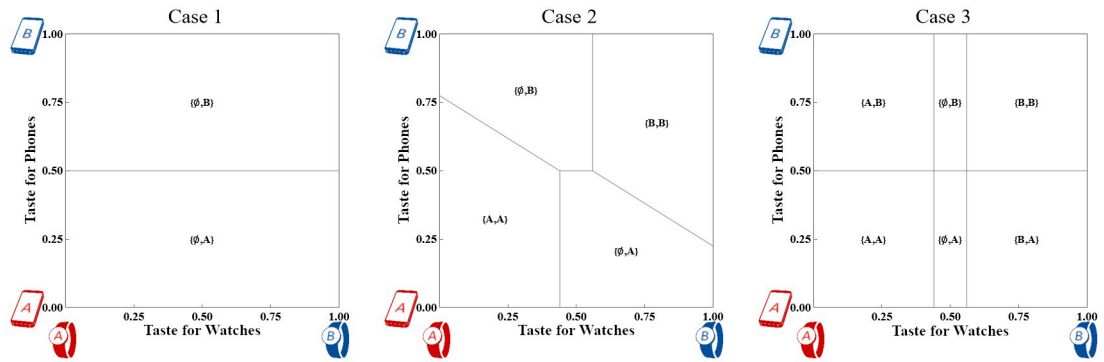 Case 1
B
1.00
0.75
0.50
0.25
0.00
Taste for Phones
{∅,B}
{∅,A}
A
A
0.25
0.50
0.75
1.00
Taste for Watches
B
Case 2
B
1.00
0.75
0.50
0.25
0.00
Taste for Phones
{∅,B}
{B,B}
{A,A}
{∅,A}
A
A
0.25
0.50
0.75
1.00
Taste for Watches
B
Case 3
B
1.00
0.75
0.50
0.25
0.00
Taste for Phones
{A,B}
{∅,B}
{B,B}
{A,A}
{∅,A}
{B,A}
A
A
0.25
0.50
0.75
1.00
Taste for Watches
B